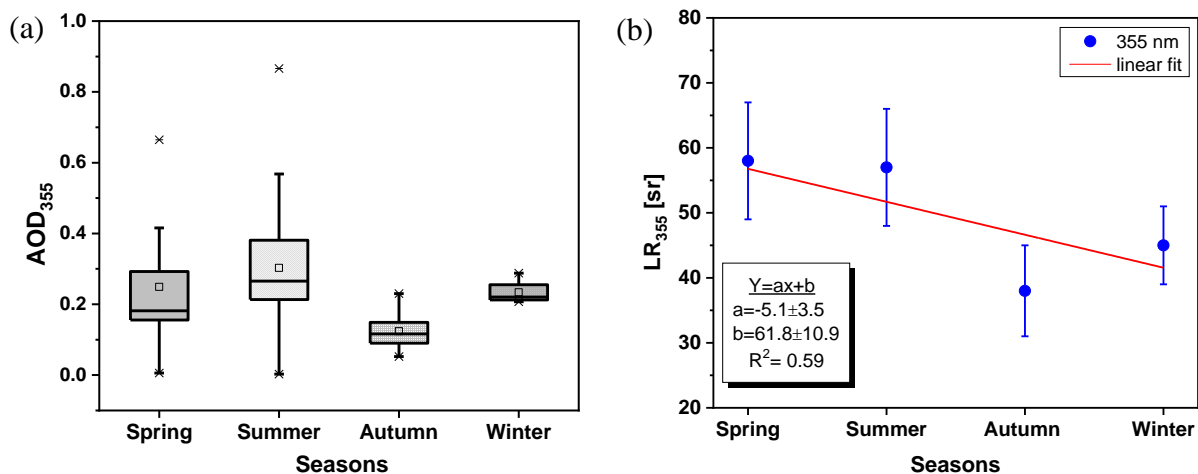 (a)
1.0
0.8
0.6
0.4
0.2
0.0
AOD355
Spring Summer Autumn Winter
Seasons
(b)
80
70
60
50
40
30
20
LR355 [sr]
355 nm
linear fit
Y=ax+b
a=-5.1±3.5
b=61.8±10.9
R2= 0.59
Spring Summer Autumn Winter
Seasons